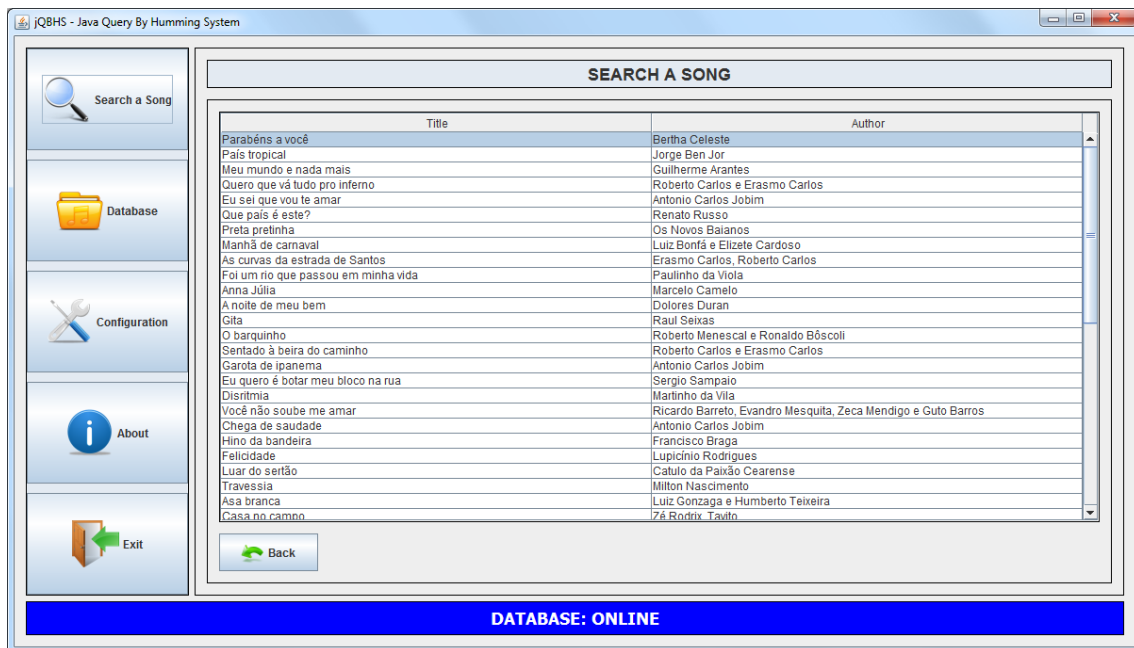 jQBHS - Java Query By Humming System
Search a Song
Database
Configuration
About
Exit
SEARCH A SONG
Title Author
Parabéns a você Bertha Celeste
País tropical Jorge Ben Jor
Meu mundo e nada mais Guilherme Arantes
Quero que vá tudo pro inferno Roberto Carlos e Erasmo Carlos
Eu sei que vou te amar Antonio Carlos Jobim
Que país é este? Renato Russo
Preta pretinha Os Novos Baianos
Manhã de carnaval Luiz Bonfá e Elizete Cardoso
As curvas da estrada de Santos Erasmo Carlos, Roberto Carlos
Foi um rio que passou em minha vida Paulinho da Viola
Anna Júlia Marcelo Camelo
A noite de meu bem Dolores Duran
Gita Raul Seixas
O barquinho Roberto Menescal e Ronaldo Bôscoli
Sentado à beira do caminho Roberto Carlos e Erasmo Carlos
Garota de ipanema Antonio Carlos Jobim
Eu quero é botar meu bloco na rua Sergio Sampaio
Disritmia Martinho da Vila
Você não soube me amar Ricardo Barreto, Evandro Mesquita, Zeca Mendigo e Guto Barros
Chega de saudade Antonio Carlos Jobim
Hino da bandeira Francisco Braga
Felicidade Lupicínio Rodrigues
Luar do sertão Catulo da Paixão Cearense
Travessia Milton Nascimento
Asa branca Luiz Gonzaga e Humberto Teixeira
Casa no campo Zé Rodrix, Tavito
Back
DATABASE: ONLINE